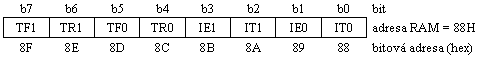 b7 b6 b5 b4 b3 b2 b1 b0 bit
TF1 TR1 TF0 TR0 IE1 IT1 IE0 IT0 adresa RAM = 88H
8F 8E 8D 8C 8B 8A 89 88 bitová adresa (hex)